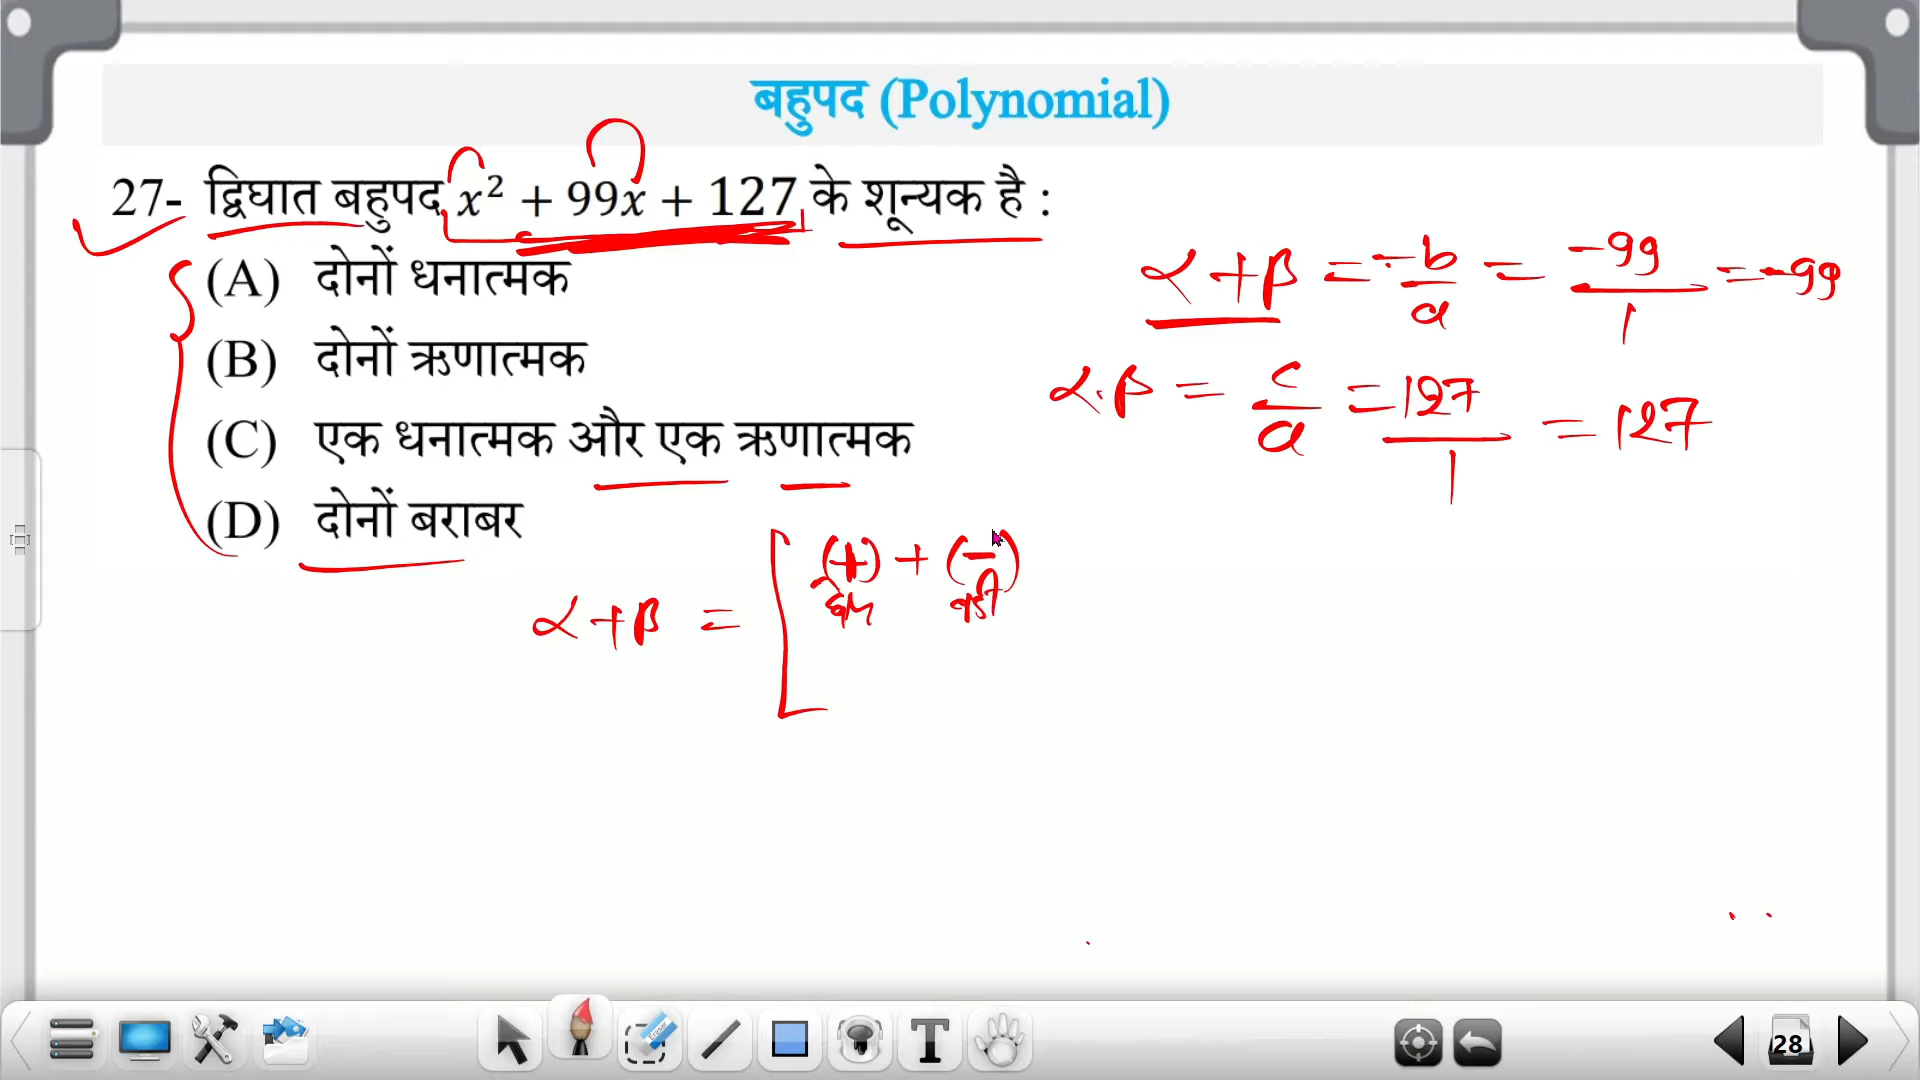 बहुपद (Polynomial)
27- द्विघात बहुपद x² + 99x + 127 के शून्यक है :
(A) दोनों धनात्मक
(B) दोनों ऋणात्मक
(C) एक धनात्मक और एक ऋणात्मक
(D) दोनों बराबर
α + β = -b/a = -99/1 = -99
α.β = c/a = 127/1 = 127
(+) + (-)
α + β =
28